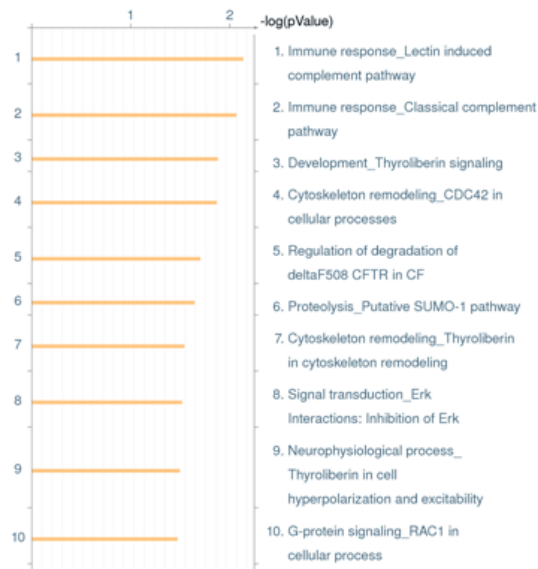 1 2 -log(pValue)
1 1. Immune response_Lectin induced
complement pathway
2 2. Immune response_Classical complement
pathway
3 3. Development_Thyroliberin signaling
4 4. Cytoskeleton remodeling_CDC42 in
cellular processes
5 5. Regulation of degradation of
deltaF508 CFTR in CF
6 6. Proteolysis_Putative SUMO-1 pathway
7 7. Cytoskeleton remodeling_Thyroliberin
in cytoskeleton remodeling
8 8. Signal transduction_Erk
Interactions: Inhibition of Erk
9 9. Neurophysiological process_
Thyroliberin in cell
hyperpolarization and excitability
10 10. G-protein signaling_RAC1 in
cellular process